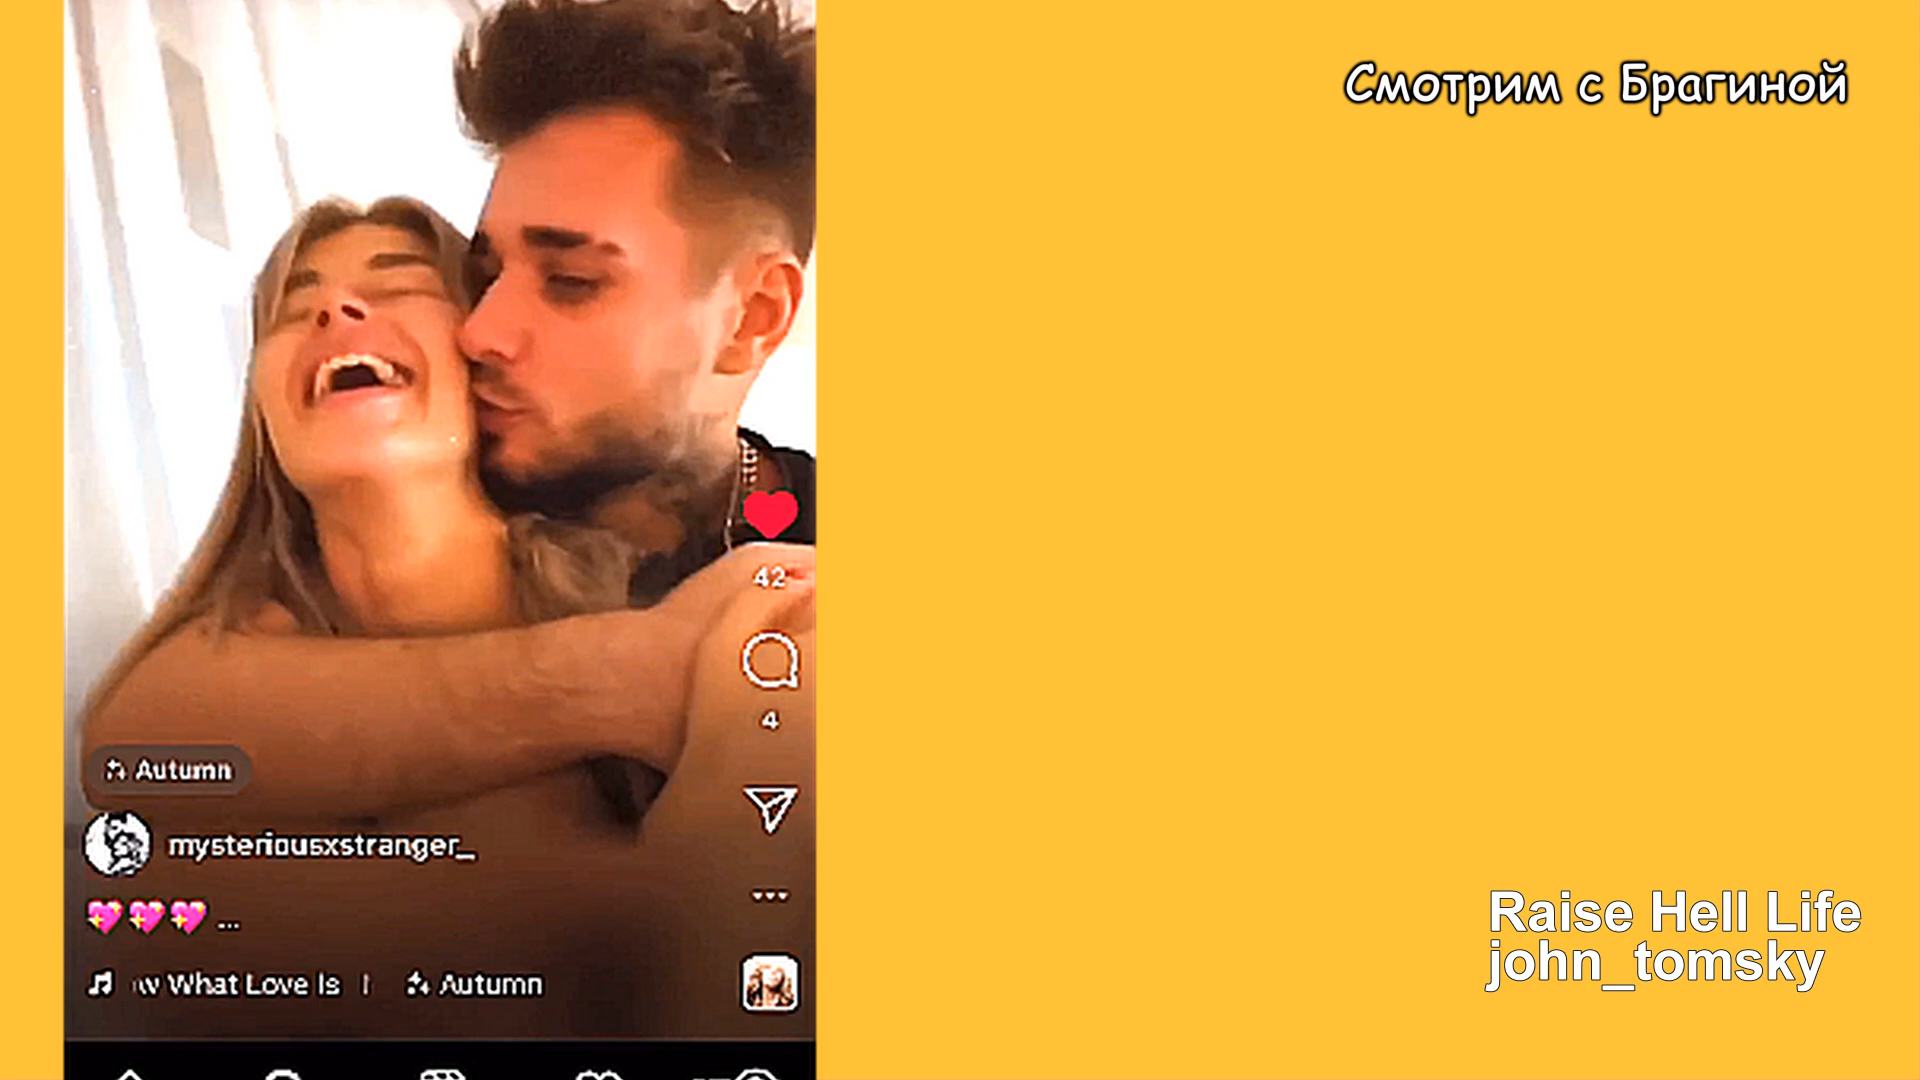 Смотрим с Брагиной
42
4
Autumn
mysteriousxstranger_
...
What Love Is Autumn
Raise Hell Life
john_tomsky